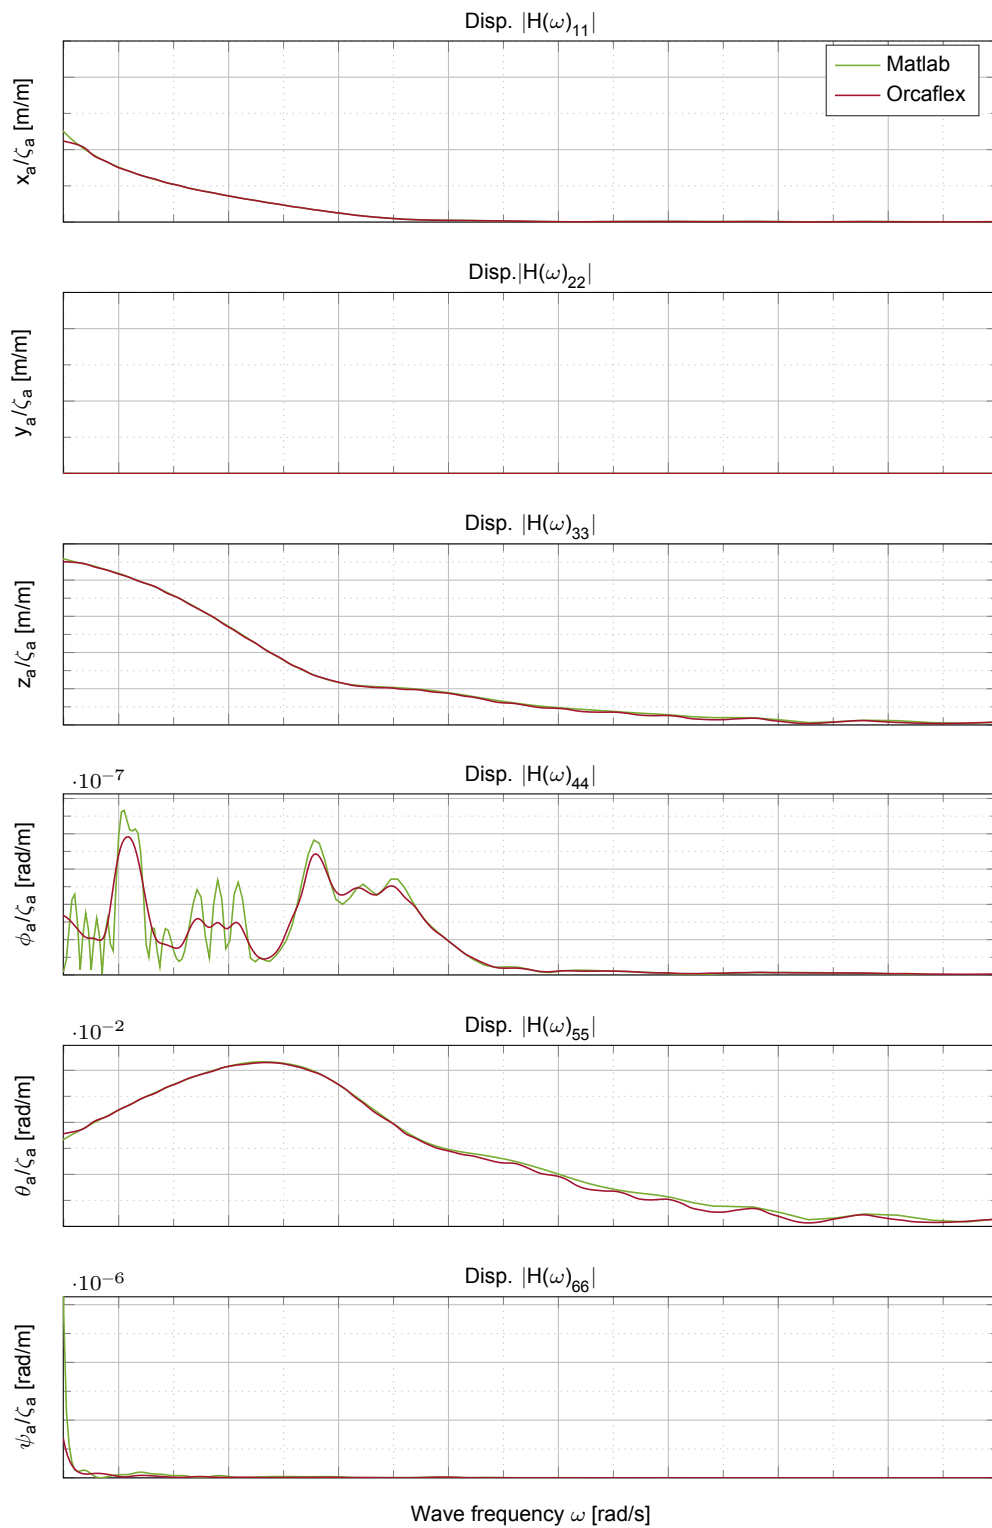 Disp. |H(ω)₁₁|
Matlab
Orcaflex
xₐ/ζₐ [m/m]
Disp.|H(ω)₂₂|
yₐ/ζₐ [m/m]
Disp. |H(ω)₃₃|
zₐ/ζₐ [m/m]
·10⁻⁷
Disp. |H(ω)₄₄|
ϕₐ/ζₐ [rad/m]
·10⁻²
Disp. |H(ω)₅₅|
θₐ/ζₐ [rad/m]
·10⁻⁶
Disp. |H(ω)₆₆|
ψₐ/ζₐ [rad/m]
Wave frequency ω [rad/s]